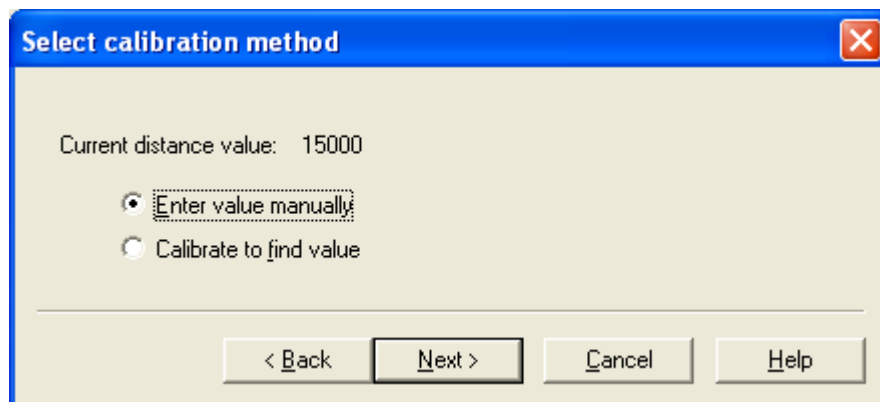 Select calibration method
Current distance value: 15000
Enter value manually
Calibrate to find value
< Back Next > Cancel Help